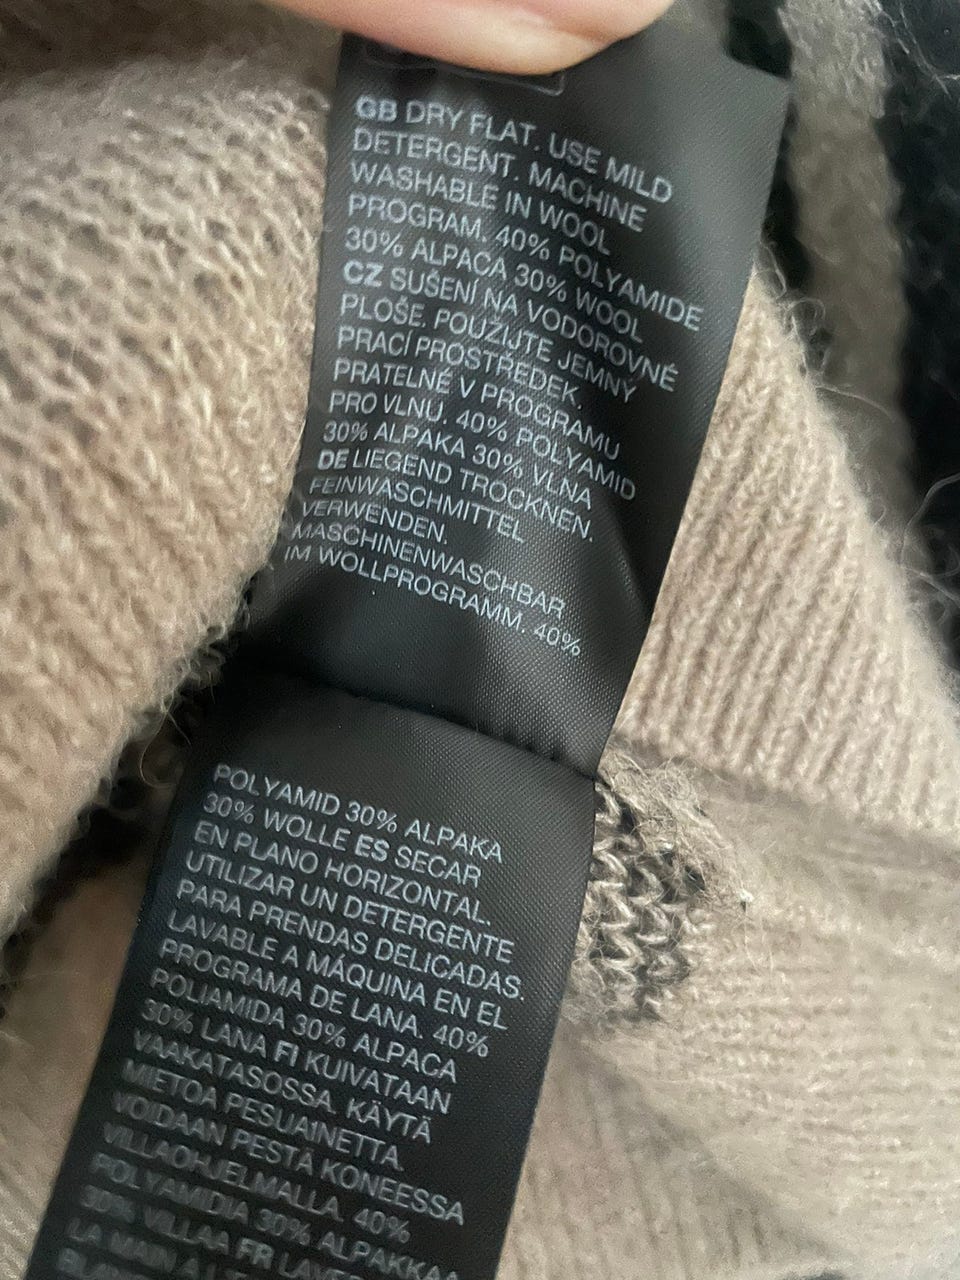 GB DRY FLAT. USE MILD
DETERGENT. MACHINE
WASHABLE IN WOOL
PROGRAM. 40% POLYAMIDE
30% ALPACA 30% WOOL
CZ SUŠENÍ NA VODOROVNÉ
PLOŠE. POUŽIJTE JEMNÝ
PRACÍ PROSTŘEDEK.
PRATELNÉ V PROGRAMU
PRO VLNU. 40% POLYAMID
30% ALPAKA 30% VLNA
DE LIEGEND TROCKNEN.
FEINWASCHMITTEL
VERWENDEN.
MASCHINENWASCHBAR
IM WOLLPROGRAMM. 40%
POLYAMID 30% ALPAKA
30% WOLLE ES SECAR
EN PLANO HORIZONTAL.
UTILIZAR UN DETERGENTE
PARA PRENDAS DELICADAS.
LAVABLE A MÁQUINA EN EL
PROGRAMA DE LANA. 40%
POLIAMIDA 30% ALPACA
30% LANA FI KUIVATAAN
VAAKATASOSSA. KÄYTÄ
MIETOA PESUAINETTA.
VOIDAAN PESTÄ KONEESSA
VILLAOHJELMALLA. 40%
POLYAMIDIA 30% ALPAKKAA
30% VILLAA FR
LA MAIN A